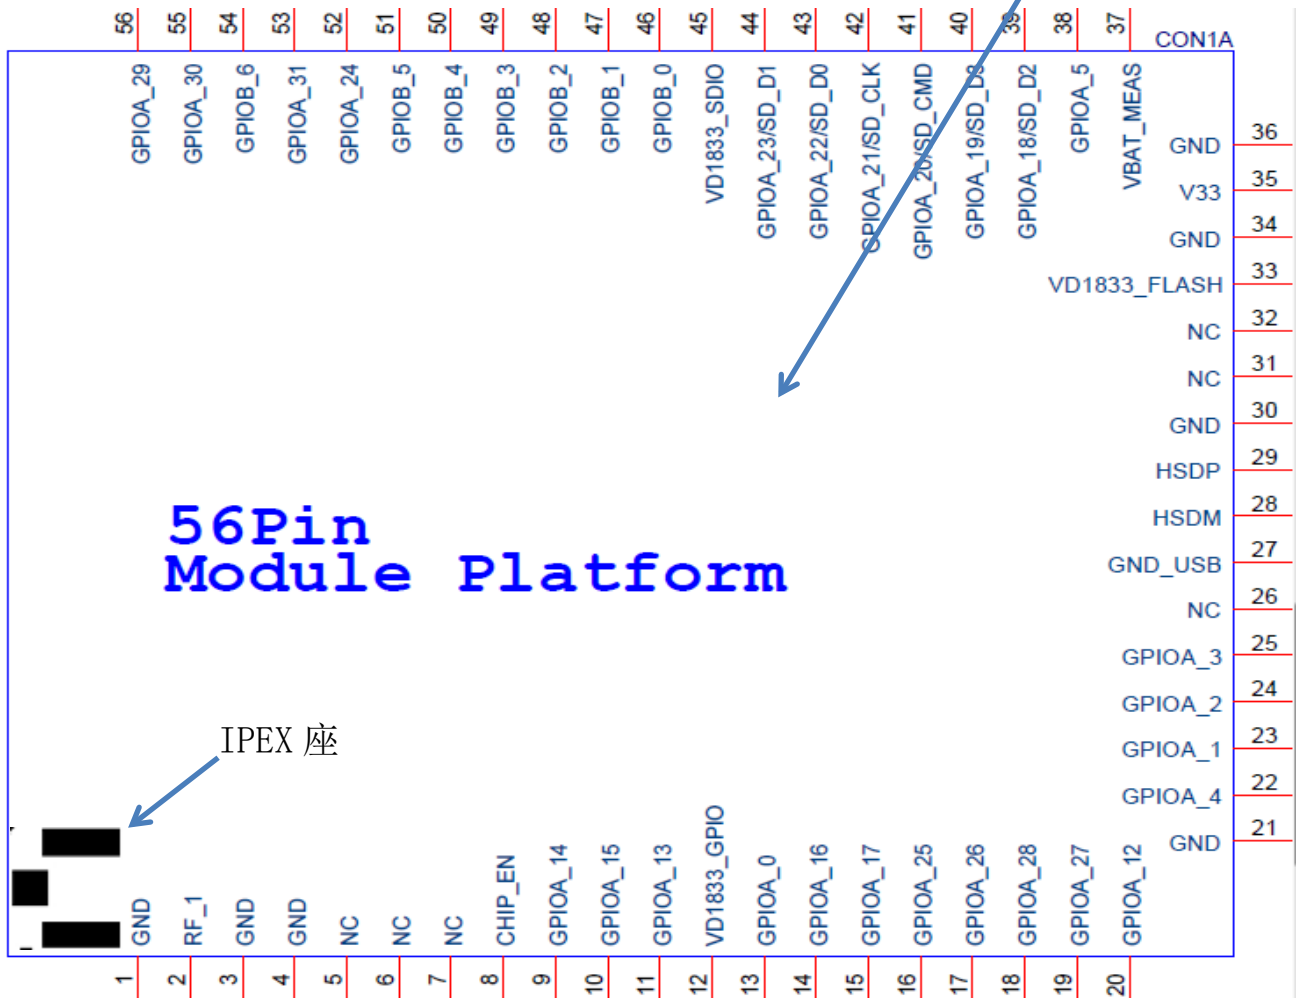 56 55 54 53 52 51 50 49 48 47 46 45 44 43 42 41 40 39 38 37
CON1A
GPIOA_29
GPIOA_30
GPIOB_6
GPIOA_31
GPIOA_24
GPIOB_5
GPIOB_4
GPIOB_3
GPIOB_2
GPIOB_1
GPIOB_0
VD1833_SDIO
GPIOA_23/SD_D1
GPIOA_22/SD_D0
GPIOA_21/SD_CLK
GPIOA_20/SD_CMD
GPIOA_19/SD_D3
GPIOA_18/SD_D2
GPIOA_5
VBAT_MEAS
GND 36
V33 35
GND 34
VD1833_FLASH 33
NC 32
NC 31
GND 30
HSDP 29
HSDM 28
GND_USB 27
NC 26
GPIOA_3 25
GPIOA_2 24
GPIOA_1 23
GPIOA_4 22
GND 21
56Pin
Module Platform
IPEX 座
GND
RF_1
GND
GND
NC
NC
NC
CHIP_EN
GPIOA_14
GPIOA_15
GPIOA_13
VD1833_GPIO
GPIOA_0
GPIOA_16
GPIOA_17
GPIOA_25
GPIOA_26
GPIOA_28
GPIOA_27
GPIOA_12
1 2 3 4 5 6 7 8 9 10 11 12 13 14 15 16 17 18 19 20